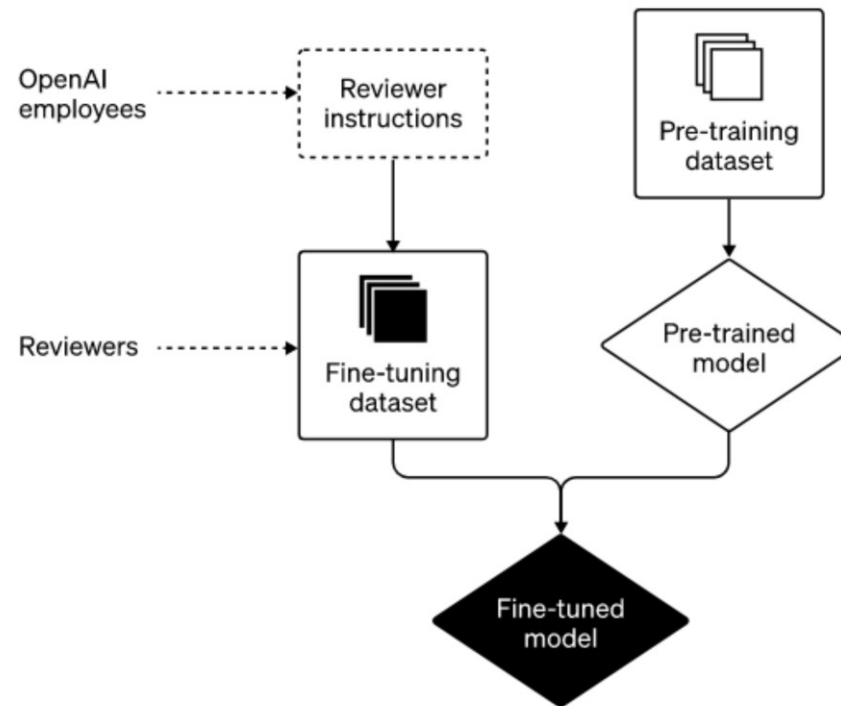 OpenAI
employees
Reviewer
instructions
Pre-training
dataset
Reviewers
Fine-tuning
dataset
Pre-trained
model
Fine-tuned
model